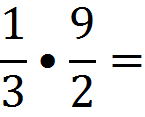 1/3 • 9/2 =